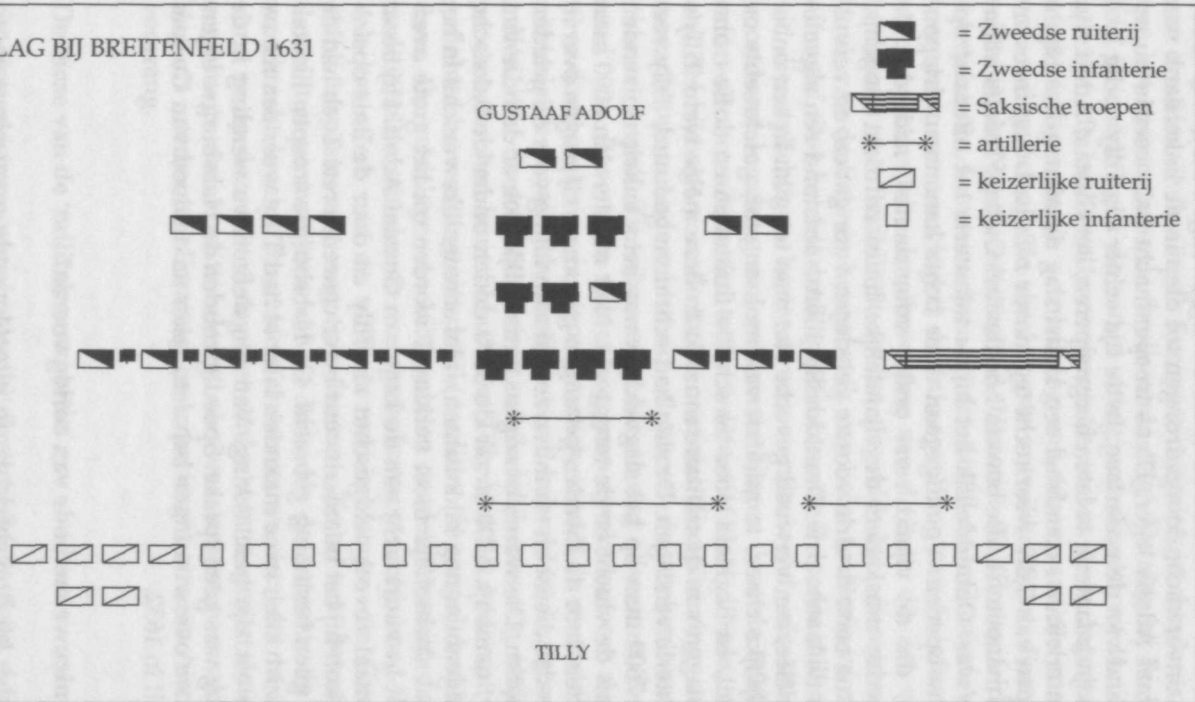 LAG BIJ BREITENFELD 1631
= Zweedse ruiterij
= Zweedse infanterie
= Saksische troepen
= artillerie
= keizerlijke ruiterij
= keizerlijke infanterie
GUSTAAF ADOLF
TILLY